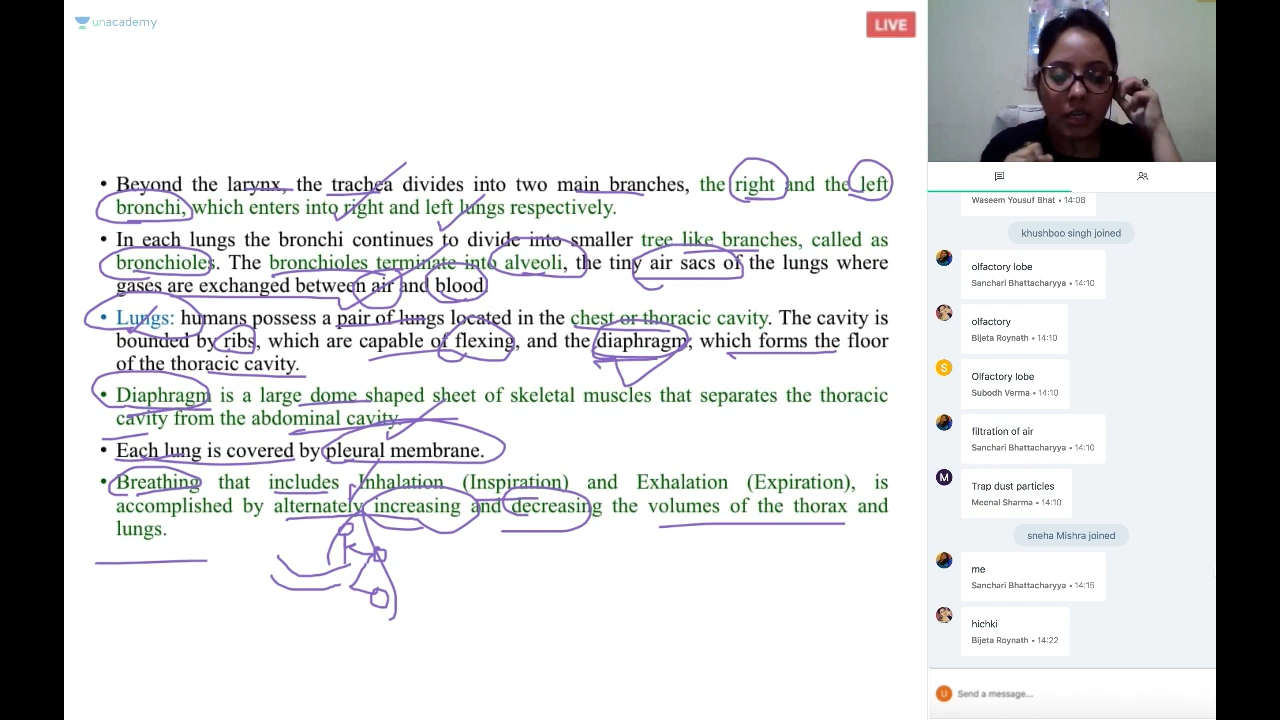 unacademy
LIVE
• Beyond the larynx, the trachea divides into two main branches, the right and the left
bronchi, which enters into right and left lungs respectively.
• In each lungs the bronchi continues to divide into smaller tree like branches, called as
bronchioles. The bronchioles terminate into alveoli, the tiny air sacs of the lungs where
gases are exchanged between air and blood.
• Lungs: humans possess a pair of lungs located in the chest or thoracic cavity. The cavity is
bounded by ribs, which are capable of flexing, and the diaphragm, which forms the floor
of the thoracic cavity.
• Diaphragm is a large dome shaped sheet of skeletal muscles that separates the thoracic
cavity from the abdominal cavity.
• Each lung is covered by pleural membrane.
• Breathing that includes Inhalation (Inspiration) and Exhalation (Expiration), is
accomplished by alternately increasing and decreasing the volumes of the thorax and
lungs.
Waseem Yousuf Bhat • 14:08
khushboo singh joined
olfactory lobe
Sanchari Bhattacharyya • 14:10
olfactory
Bijeta Roynath • 14:10
S
Olfactory lobe
Subodh Verma • 14:10
filtration of air
Sanchari Bhattacharyya • 14:10
M
Trap dust particles
Meenal Sharma • 14:10
sneha Mishra joined
me
Sanchari Bhattacharyya • 14:15
hichki
Bijeta Roynath • 14:22
U
Send a message...